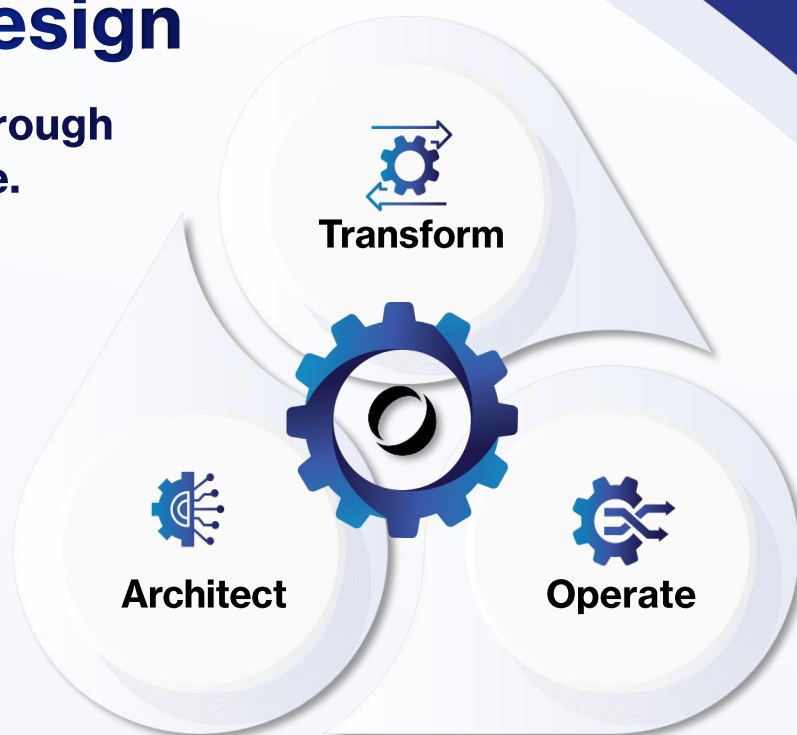 esign
rough
e.
Transform
Architect
Operate